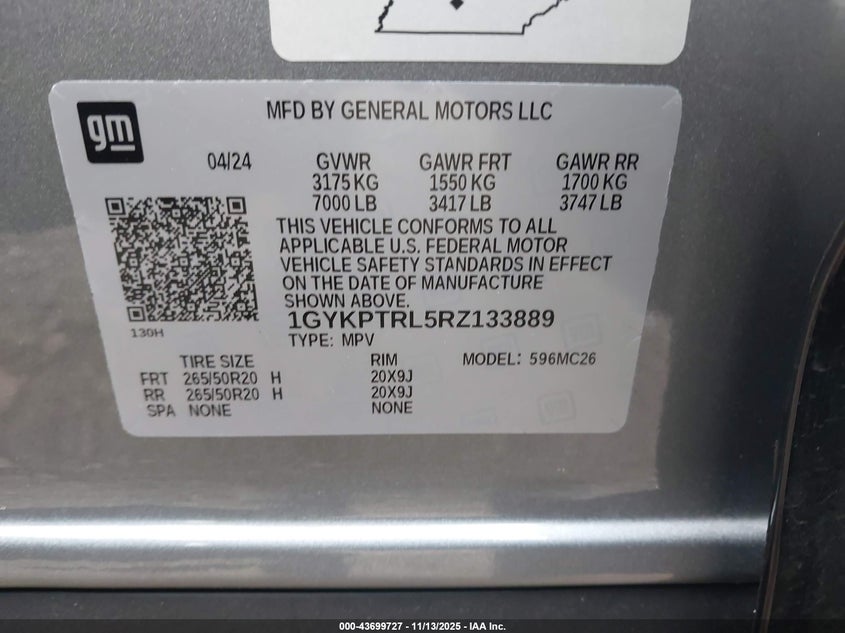 gm
MFD BY GENERAL MOTORS LLC
04/24 GVWR GAWR FRT GAWR RR
3175 KG 1550 KG 1700 KG
7000 LB 3417 LB 3747 LB
THIS VEHICLE CONFORMS TO ALL
APPLICABLE U.S. FEDERAL MOTOR
VEHICLE SAFETY STANDARDS IN EFFECT
ON THE DATE OF MANUFACTURE
SHOWN ABOVE.
1GYKPTRL5RZ133889
130H
TYPE: MPV
TIRE SIZE RIM MODEL: 596MC26
FRT 265/50R20 H 20X9J
RR 265/50R20 H 20X9J
SPA NONE NONE
000-43699727 - 11/13/2025 - IAA Inc.